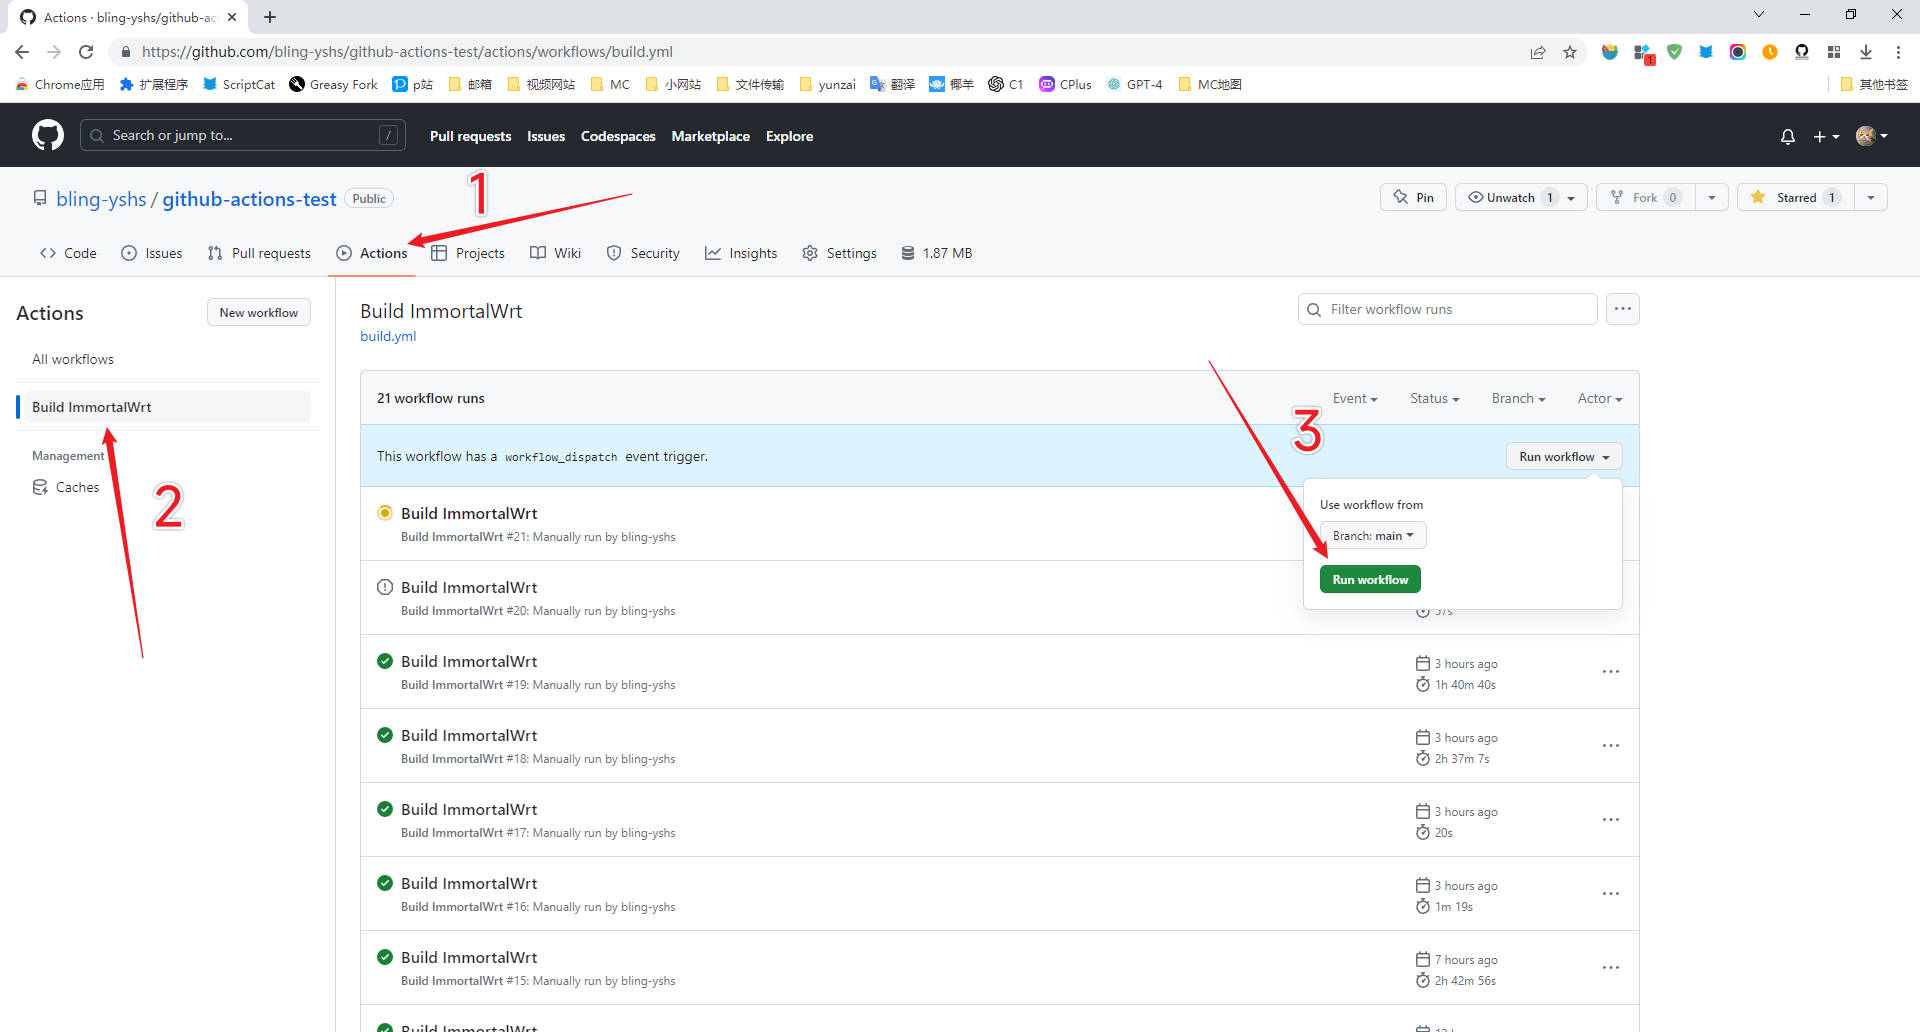 Actions · bling-yshs/github-ac
https://github.com/bling-yshs/github-actions-test/actions/workflows/build.yml
1
Chrome应用 扩展程序 ScriptCat Greasy Fork p站 邮箱 视频网站 MC 小网站 文件传输 yunzai 翻译 椰羊 C1 CPlus GPT-4 MC地图 其他书签
Search or jump to... / Pull requests Issues Codespaces Marketplace Explore
bling-yshs / github-actions-test Public
Pin Unwatch 1 Fork 0 Starred 1
1
Code Issues Pull requests Actions Projects Wiki Security Insights Settings 1.87 MB
Actions New workflow
All workflows
Build ImmortalWrt
Management
Caches
2
Build ImmortalWrt
build.yml
Filter workflow runs
21 workflow runs Event Status Branch Actor
3
This workflow has a workflow_dispatch event trigger. Run workflow
Use workflow from
Branch: main
Run workflow
Build ImmortalWrt
Build ImmortalWrt #21: Manually run by bling-yshs
Build ImmortalWrt
Build ImmortalWrt #20: Manually run by bling-yshs 57s
Build ImmortalWrt 3 hours ago
Build ImmortalWrt #19: Manually run by bling-yshs 1h 40m 40s
Build ImmortalWrt 3 hours ago
Build ImmortalWrt #18: Manually run by bling-yshs 2h 37m 7s
Build ImmortalWrt 3 hours ago
Build ImmortalWrt #17: Manually run by bling-yshs 20s
Build ImmortalWrt 3 hours ago
Build ImmortalWrt #16: Manually run by bling-yshs 1m 19s
Build ImmortalWrt 7 hours ago
Build ImmortalWrt #15: Manually run by bling-yshs 2h 42m 56s
Build ImmortalWrt